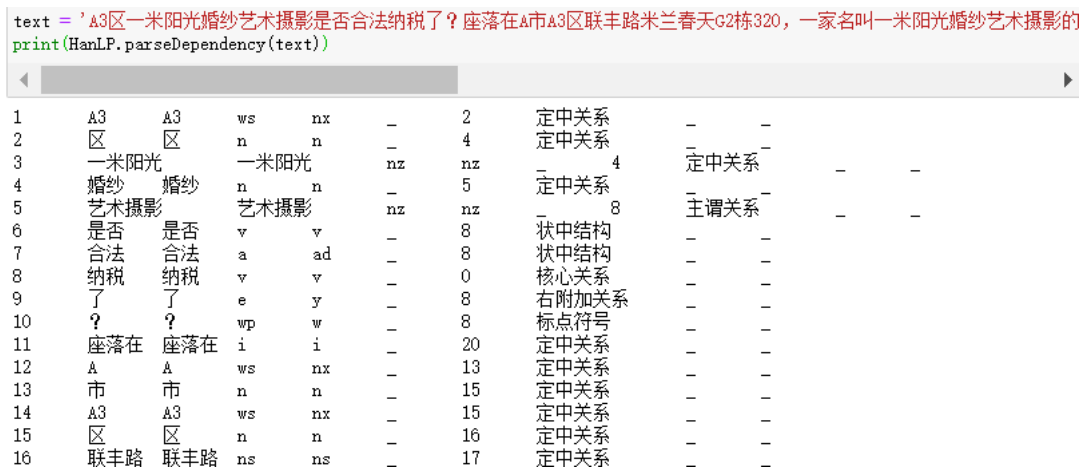 text = 'A3区一米阳光婚纱艺术摄影是否合法纳税了？座落在A市A3区联丰路米兰春天G2栋320，一家名叫一米阳光婚纱艺术摄影的
print(HanLP.parseDependency(text))
1 A3 A3 ws nx _ 2 定中关系 _ _
2 区 区 n n _ 4 定中关系 _ _
3 一米阳光 一米阳光 nz nz _ 4 定中关系 _ _
4 婚纱 婚纱 n n _ 5 定中关系 _ _
5 艺术摄影 艺术摄影 nz nz _ 8 主谓关系 _ _
6 是否 是否 v v _ 8 状中结构 _ _
7 合法 合法 a ad _ 8 状中结构 _ _
8 纳税 纳税 v v _ 0 核心关系 _ _
9 了 了 e y _ 8 右附加关系 _ _
10 ？ ？ wp w _ 8 标点符号 _ _
11 座落在 座落在 i i _ 20 定中关系 _ _
12 A A ws nx _ 13 定中关系 _ _
13 市 市 n n _ 15 定中关系 _ _
14 A3 A3 ws nx _ 15 定中关系 _ _
15 区 区 n n _ 16 定中关系 _ _
16 联丰路 联丰路 ns ns _ 17 定中关系 _ _